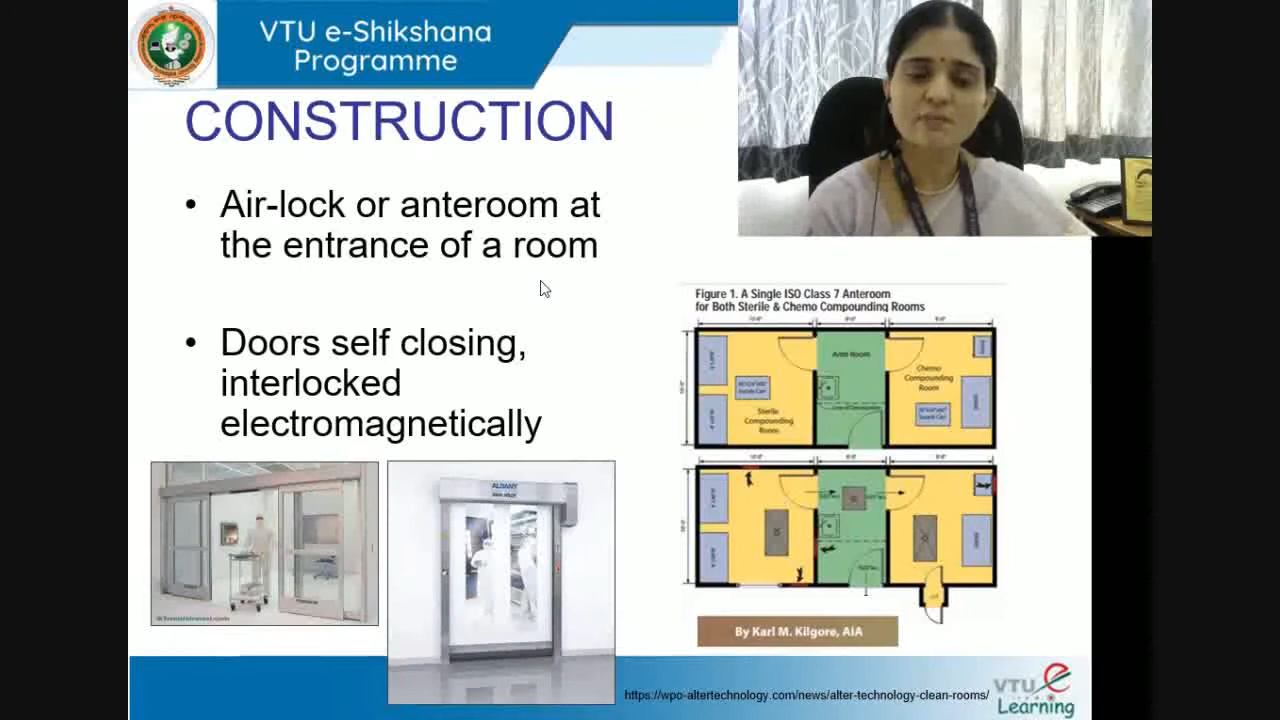 VTU e-Shikshana
Programme
CONSTRUCTION
• Air-lock or anteroom at
the entrance of a room
• Doors self closing,
interlocked
electromagnetically
Figure 1. A Single ISO Class 7 Anteroom
for Both Sterile & Chemo Compounding Rooms
Ante Room
Chemo
Compounding
Room
Sterile
Compounding
Room
ALBANY
By Karl M. Kilgore, AIA
https://wpo-altertechnology.com/news/alter-technology-clean-rooms/
VTU e
Learning